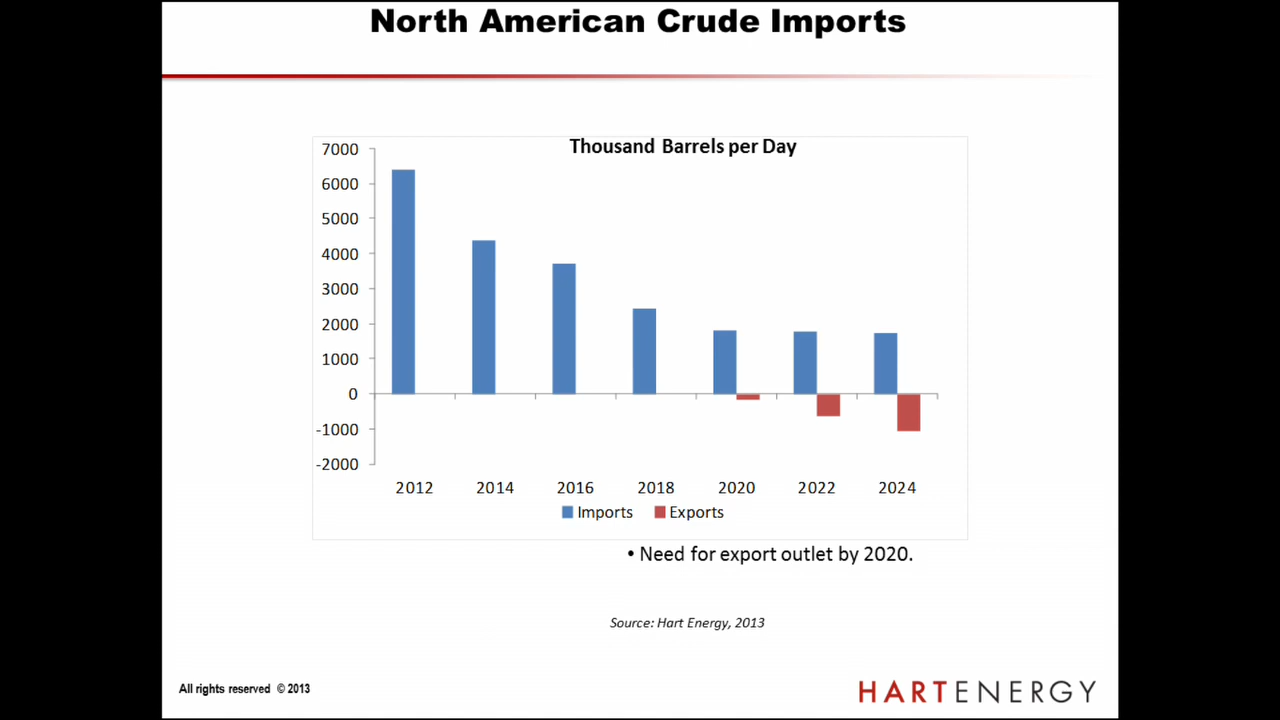 North American Crude Imports
Thousand Barrels per Day
7000
6000
5000
4000
3000
2000
1000
0
-1000
-2000
2012 2014 2016 2018 2020 2022 2024
Imports Exports
• Need for export outlet by 2020.
Source: Hart Energy, 2013
All rights reserved © 2013
HARTENERGY